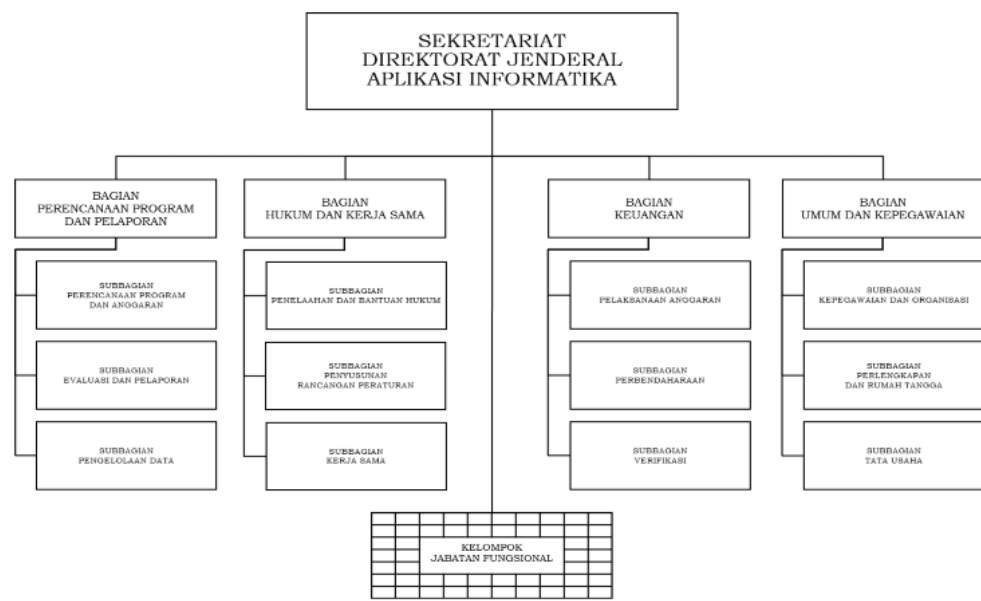 SEKRETARIAT
DIREKTORAT JENDERAL
APLIKASI INFORMATIKA
BAGIAN
PERENCANAAN PROGRAM
DAN PELAPORAN
SUBBAGIAN
PERENCANAAN PROGRAM
DAN ANGGARAN
SUBBAGIAN
EVALUASI DAN PELAPORAN
SUBBAGIAN
PENGELOLAAN DATA
BAGIAN
HUKUM DAN KERJA SAMA
SUBBAGIAN
PENELAAHAN DAN BANTUAN HUKUM
SUBBAGIAN
PENYUSUNAN
RANCANGAN PERATURAN
SUBBAGIAN
KERJA SAMA
BAGIAN
KEUANGAN
SUBBAGIAN
PELAKSANAAN ANGGARAN
SUBBAGIAN
PERBENDAHARAAN
SUBBAGIAN
VERIFIKASI
BAGIAN
UMUM DAN KEPEGAWAIAN
SUBBAGIAN
KEPEGAWAIAN DAN ORGANISASI
SUBBAGIAN
PERLENGKAPAN
DAN RUMAH TANGGA
SUBBAGIAN
TATA USAHA
KELOMPOK
JABATAN FUNGSIONAL